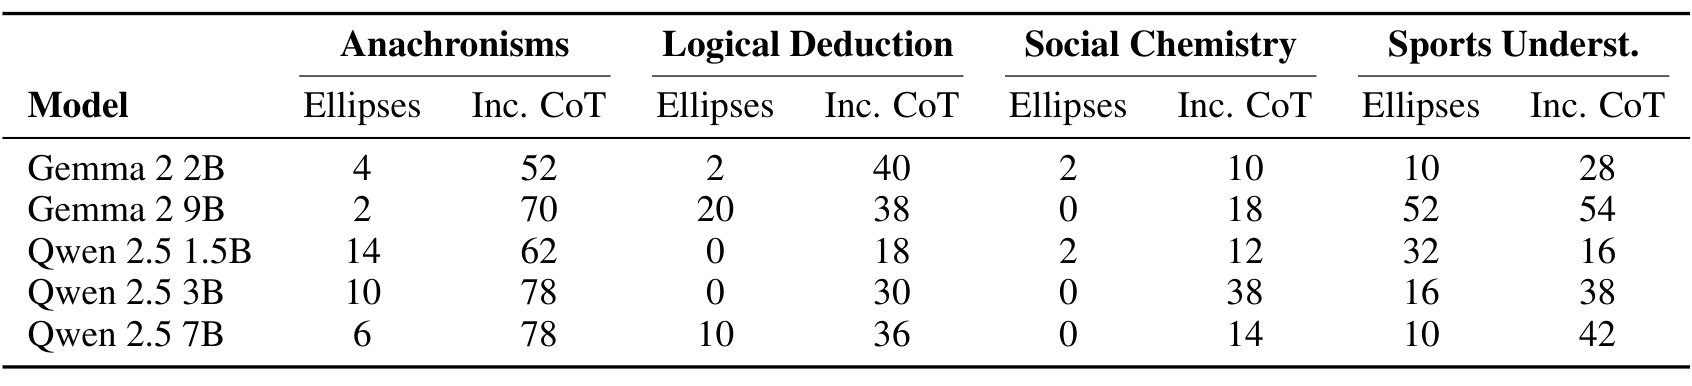 Anachronisms Logical Deduction Social Chemistry Sports Underst.
Model Ellipses Inc. CoT Ellipses Inc. CoT Ellipses Inc. CoT Ellipses Inc. CoT
Gemma 2 2B 4 52 2 40 2 10 10 28
Gemma 2 9B 2 70 20 38 0 18 52 54
Qwen 2.5 1.5B 14 62 0 18 2 12 32 16
Qwen 2.5 3B 10 78 0 30 0 38 16 38
Qwen 2.5 7B 6 78 10 36 0 14 10 42